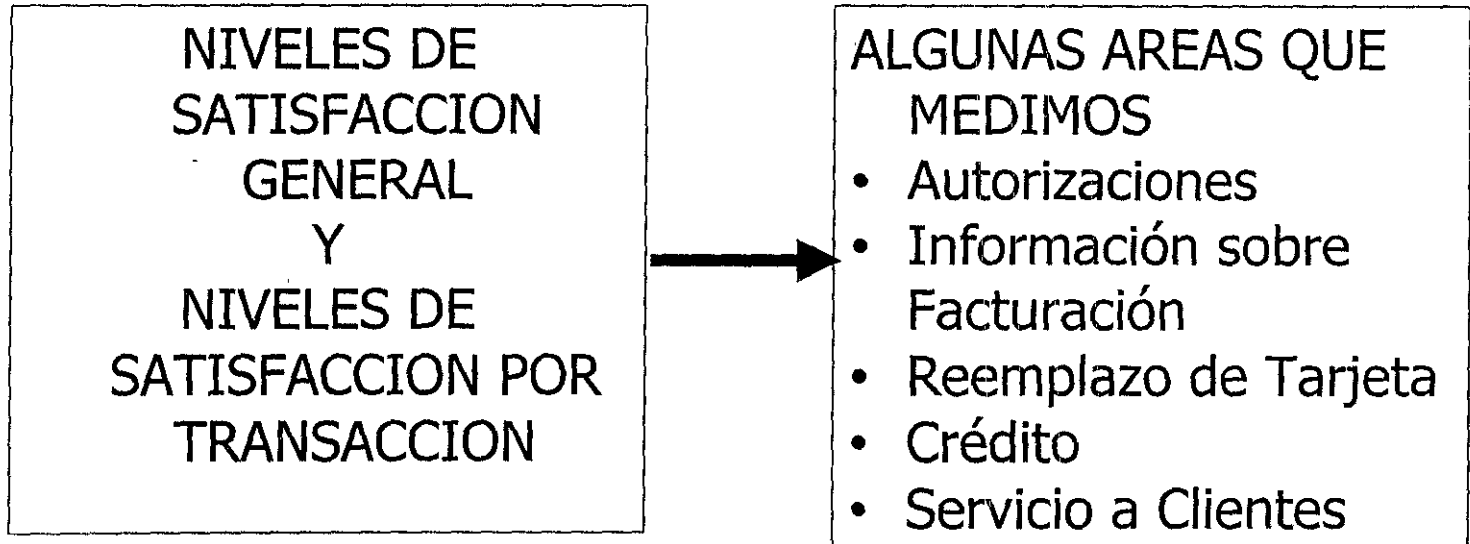 NIVELES DE
SATISFACCION
GENERAL
Y
NIVELES DE
SATISFACCION POR
TRANSACCION
ALGUNAS AREAS QUE
MEDIMOS
• Autorizaciones
• Información sobre
Facturación
• Reemplazo de Tarjeta
• Crédito
• Servicio a Clientes